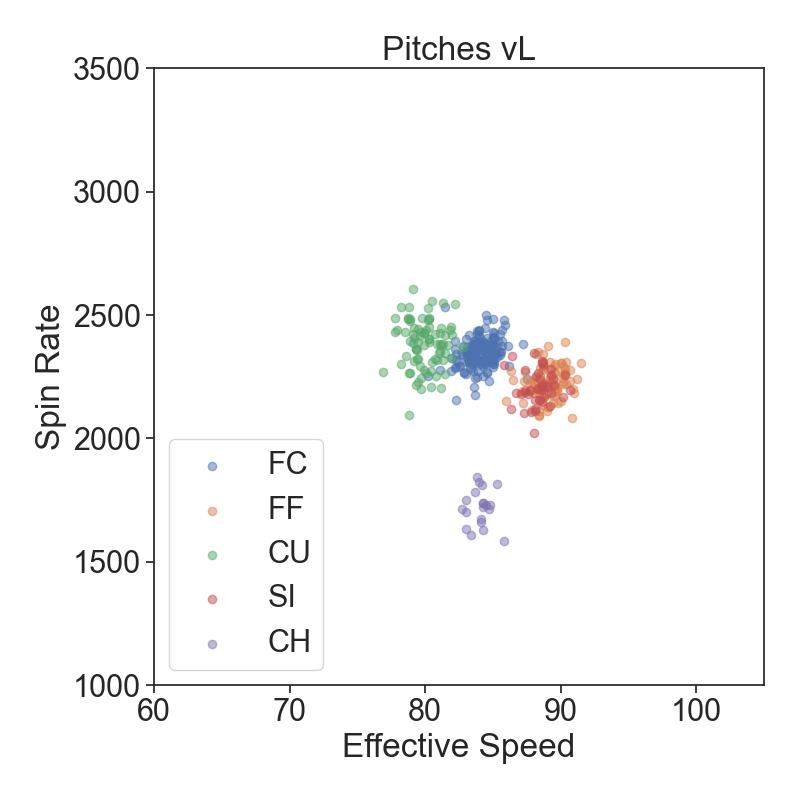 Pitches vL
3500
3000
2500
2000
1500
1000
Spin Rate
FC
FF
CU
SI
CH
60 70 80 90 100
Effective Speed